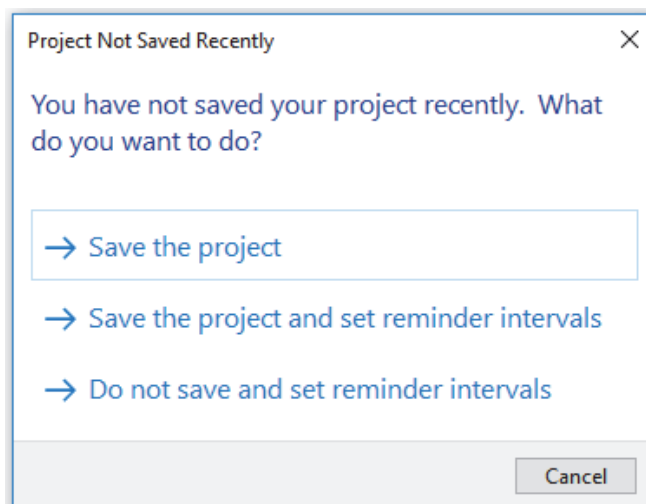 Project Not Saved Recently
You have not saved your project recently.  What
do you want to do?
Save the project
Save the project and set reminder intervals
Do not save and set reminder intervals
Cancel